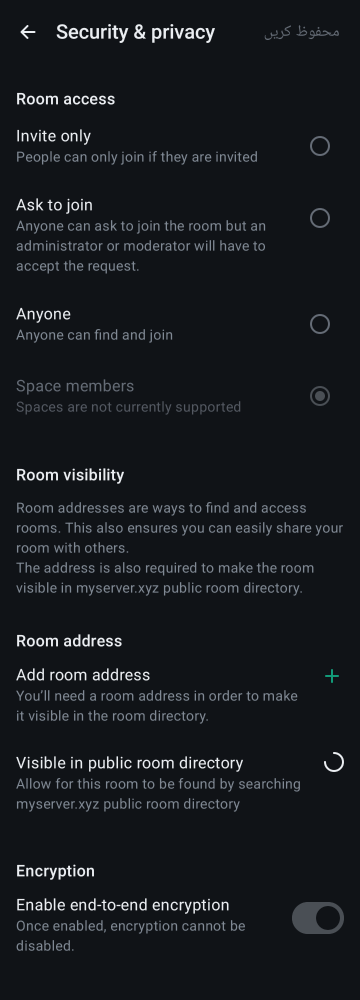 Security & privacy
محفوظ کریں
Room access
Invite only
People can only join if they are invited
Ask to join
Anyone can ask to join the room but an
administrator or moderator will have to
accept the request.
Anyone
Anyone can find and join
Space members
Spaces are not currently supported
Room visibility
Room addresses are ways to find and access
rooms. This also ensures you can easily share your
room with others.
The address is also required to make the room
visible in myserver.xyz public room directory.
Room address
Add room address
You’ll need a room address in order to make
it visible in the room directory.
Visible in public room directory
Allow for this room to be found by searching
myserver.xyz public room directory
Encryption
Enable end-to-end encryption
Once enabled, encryption cannot be
disabled.